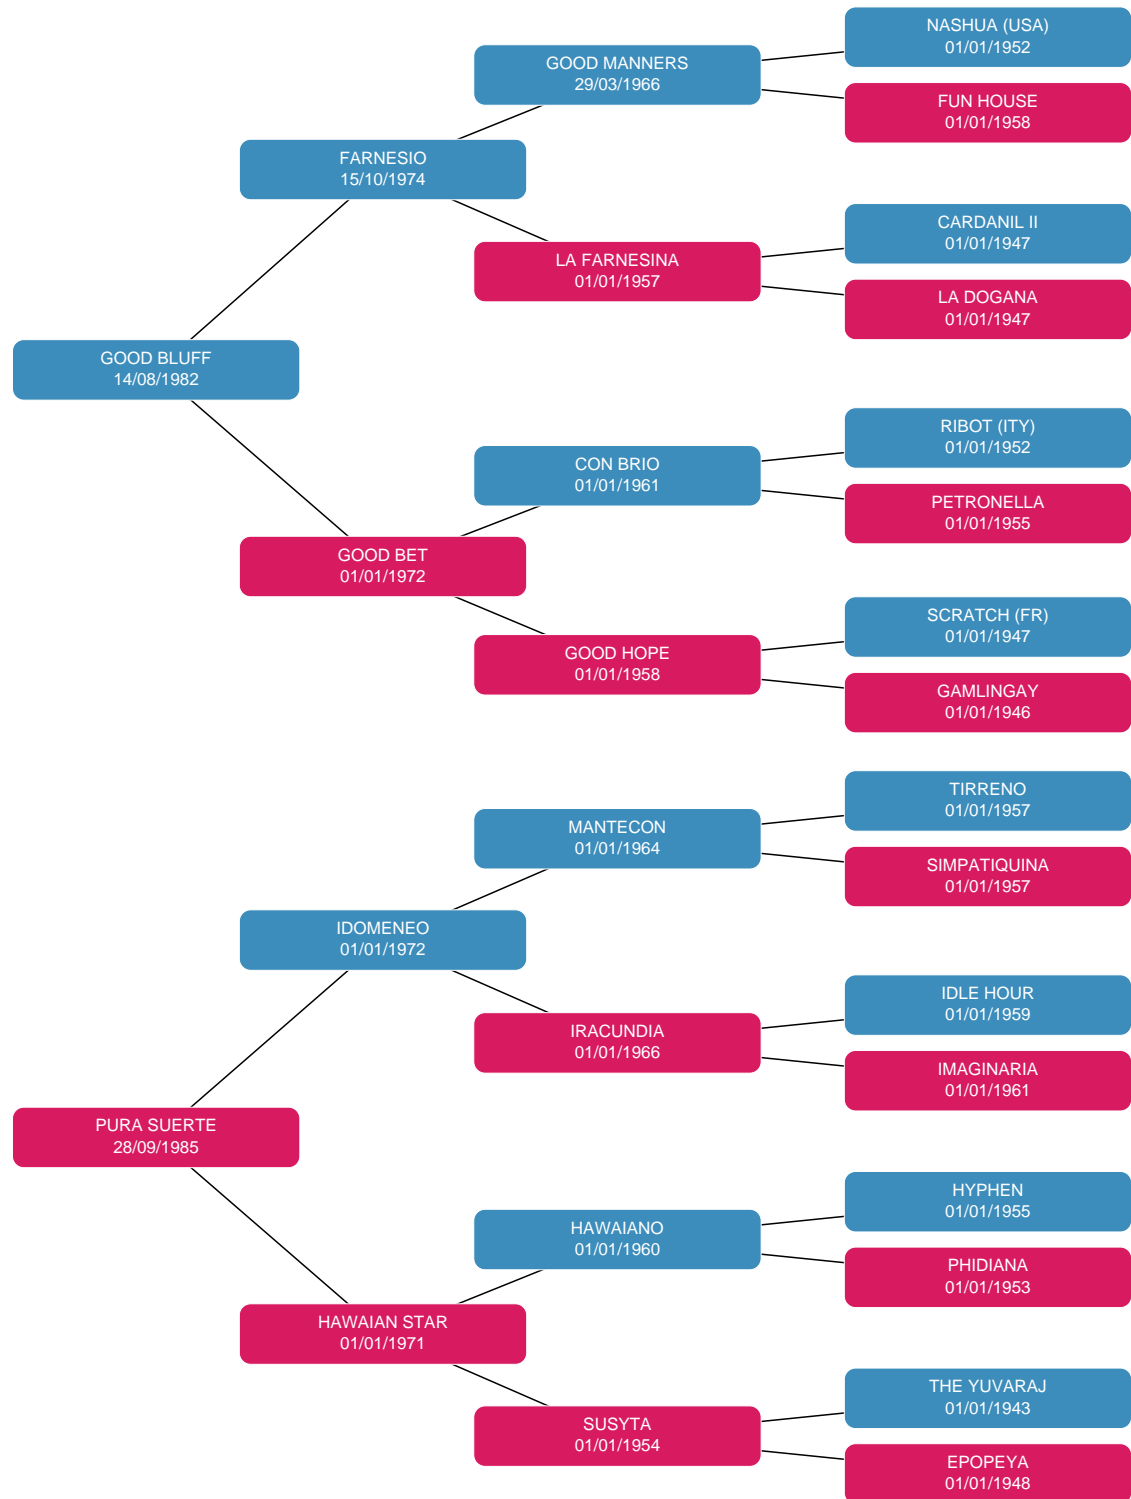 NASHUA (USA)
01/01/1952
GOOD MANNERS
29/03/1966
FUN HOUSE
01/01/1958
FARNESIO
15/10/1974
CARDANIL II
01/01/1947
LA FARNESINA
01/01/1957
LA DOGANA
01/01/1947
GOOD BLUFF
14/08/1982
RIBOT (ITY)
01/01/1952
CON BRIO
01/01/1961
PETRONELLA
01/01/1955
GOOD BET
01/01/1972
SCRATCH (FR)
01/01/1947
GOOD HOPE
01/01/1958
GAMLINGAY
01/01/1946
TIRRENO
01/01/1957
MANTECON
01/01/1964
SIMPATIQUINA
01/01/1957
IDOMENEO
01/01/1972
IDLE HOUR
01/01/1959
IRACUNDIA
01/01/1966
IMAGINARIA
01/01/1961
PURA SUERTE
28/09/1985
HYPHEN
01/01/1955
HAWAIANO
01/01/1960
PHIDIANA
01/01/1953
HAWAIAN STAR
01/01/1971
THE YUVARAJ
01/01/1943
SUSYTA
01/01/1954
EPOPEYA
01/01/1948